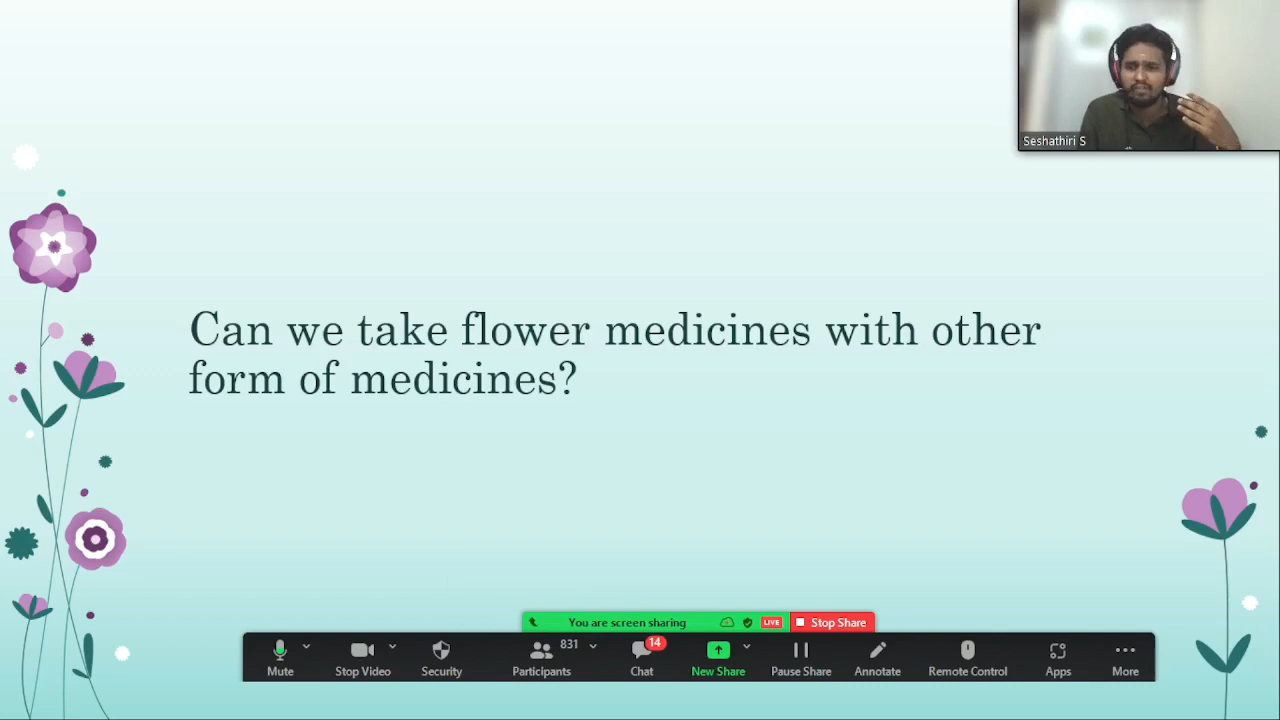 Seshathiri S
Can we take flower medicines with other
form of medicines?
You are screen sharing
LIVE
Stop Share
831
14
Mute
Stop Video
Security
Participants
Chat
New Share
Pause Share
Annotate
Remote Control
Apps
More